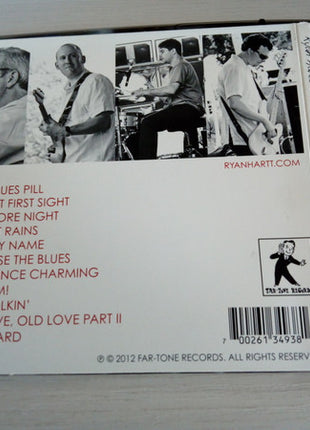 RYANHARTT.COM
UES PILL
T FIRST SIGHT
ORE NIGHT
T RAINS
Y NAME
SE THE BLUES
NCE CHARMING
M!
LKIN'
VE, OLD LOVE PART II
ARD
FAR-TONE RECORDS
7 00261 34938
℗ © 2012 FAR-TONE RECORDS. ALL RIGHTS RESERV